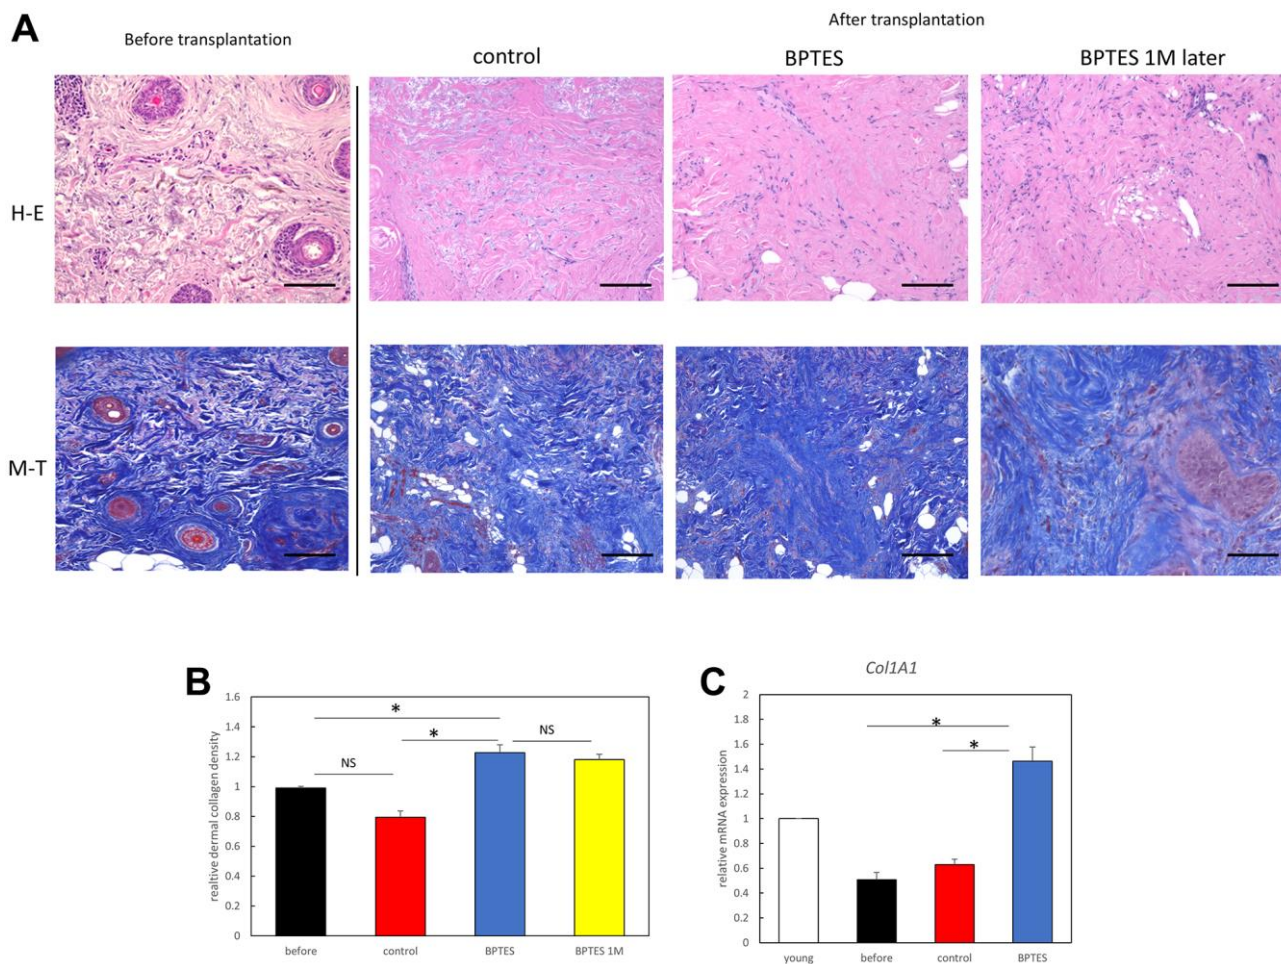 A
Before transplantation
After transplantation
control
BPTES
BPTES 1M later
H-E
M-T
B
realtive dermal collagen density
1.6
1.4
1.2
1
0.8
0.6
0.4
0.2
0
NS
*
*
NS
before
control
BPTES
BPTES 1M
C
Col1A1
relative mRNA expression
2
1.8
1.6
1.4
1.2
1
0.8
0.6
0.4
0.2
0
*
*
young
before
control
BPTES